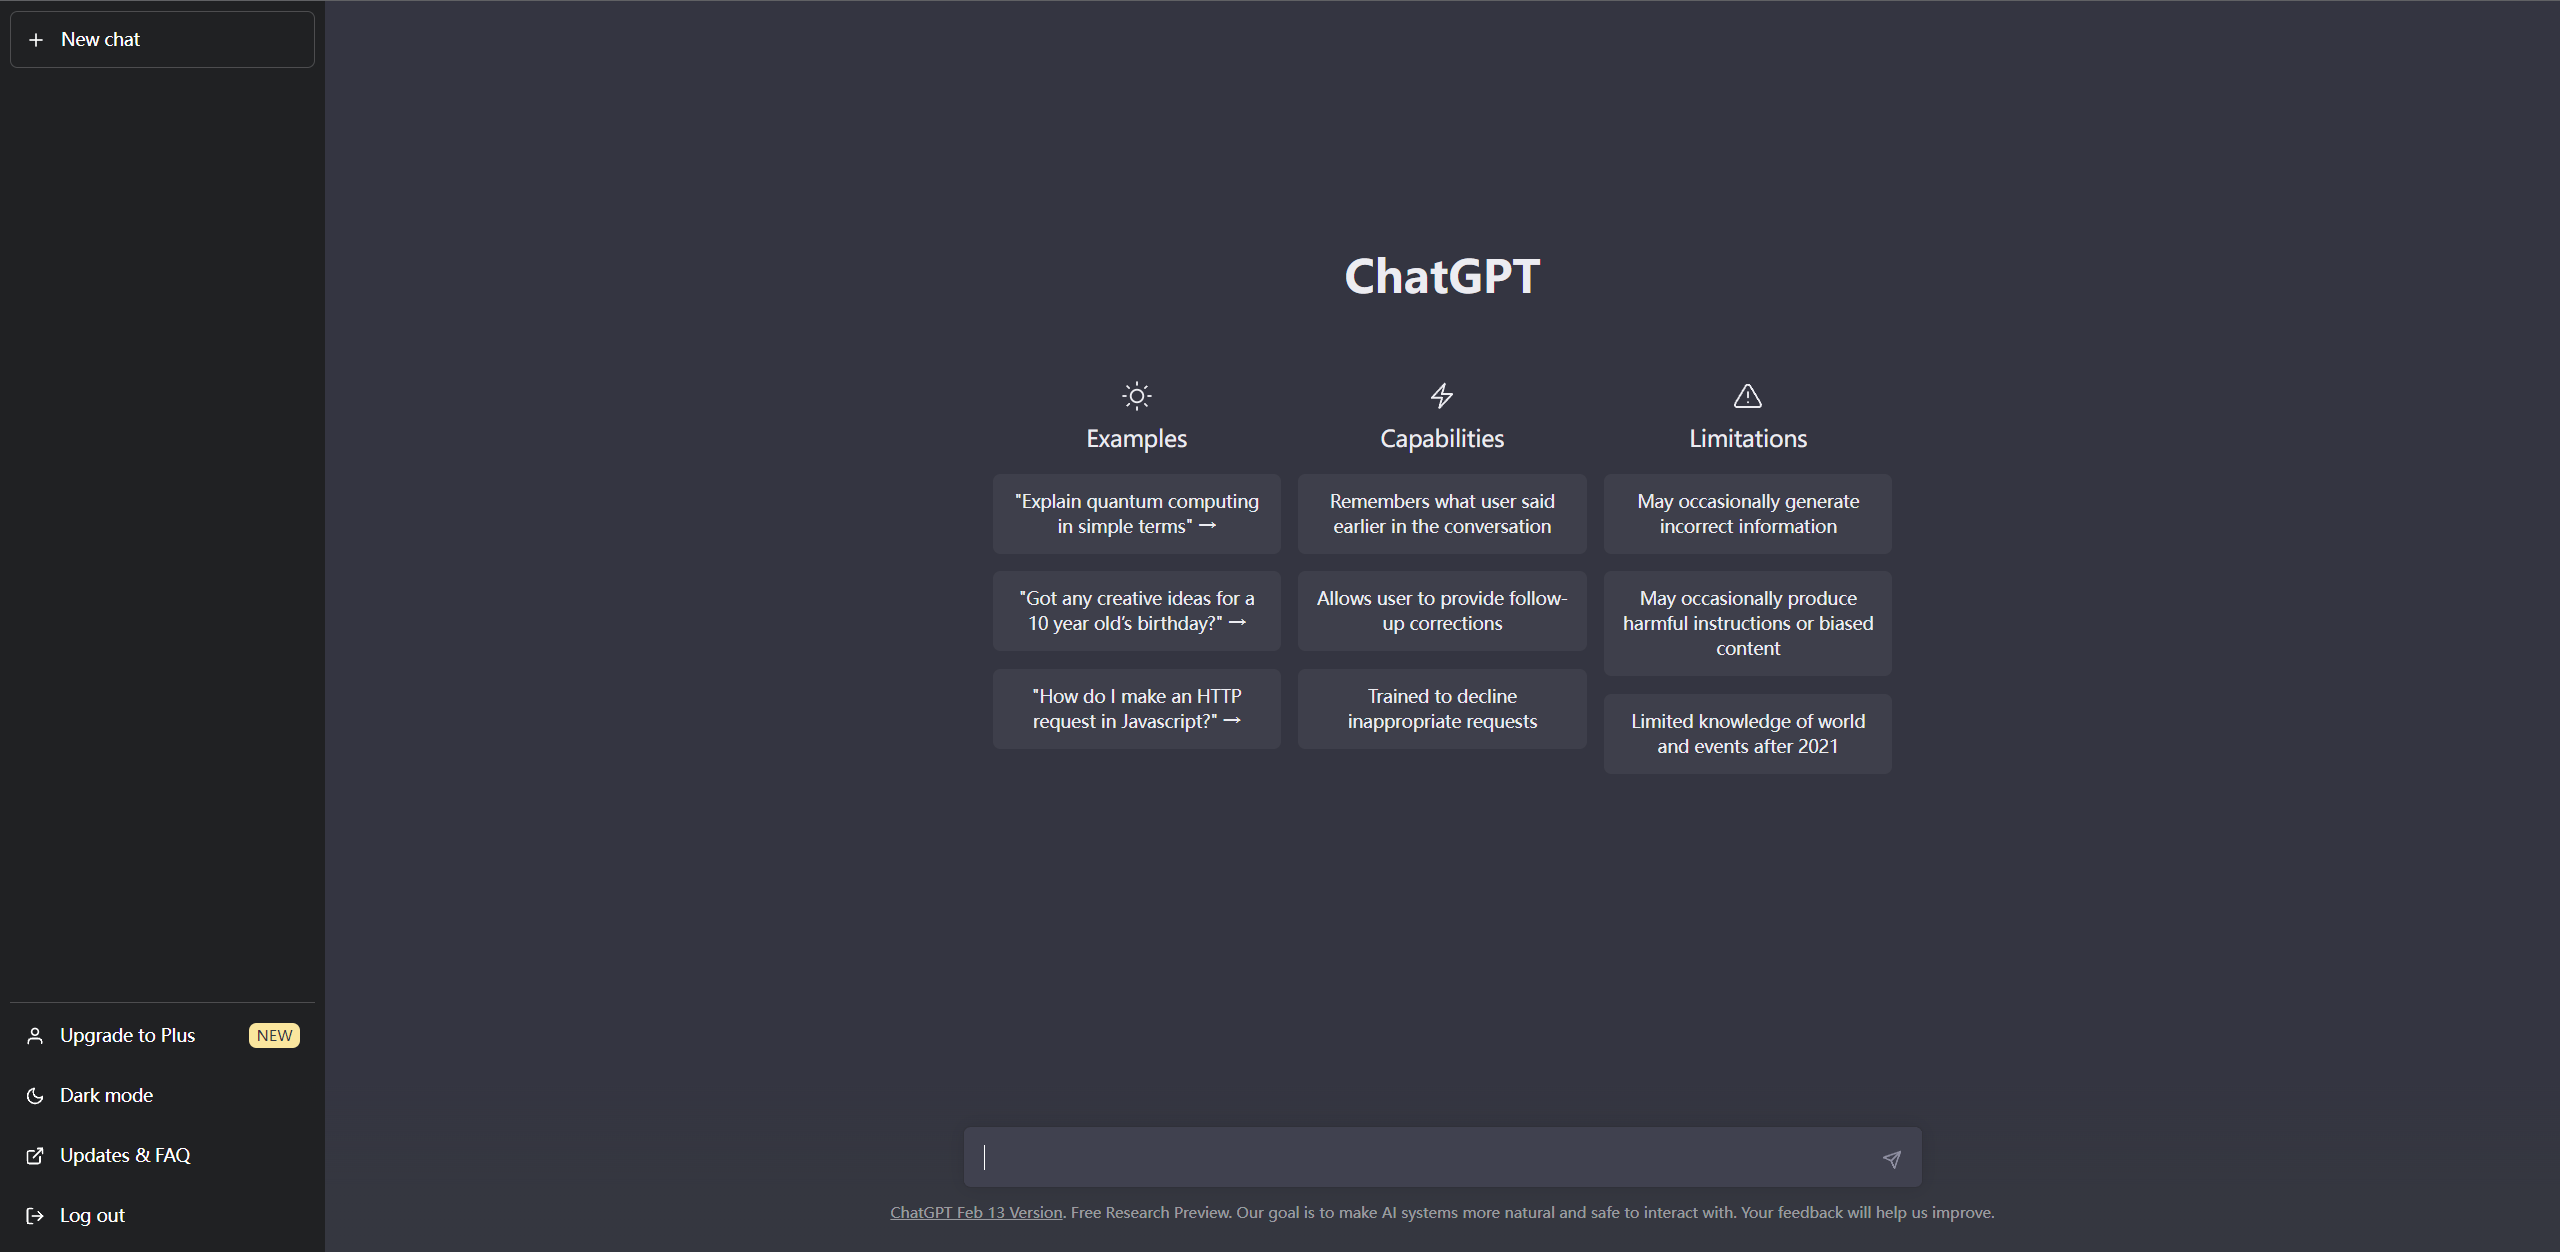 New chat
ChatGPT
Examples
"Explain quantum computing
in simple terms" →
"Got any creative ideas for a
10 year old’s birthday?" →
"How do I make an HTTP
request in Javascript?" →
Capabilities
Remembers what user said
earlier in the conversation
Allows user to provide follow-
up corrections
Trained to decline
inappropriate requests
Limitations
May occasionally generate
incorrect information
May occasionally produce
harmful instructions or biased
content
Limited knowledge of world
and events after 2021
Upgrade to Plus NEW
Dark mode
Updates & FAQ
Log out
ChatGPT Feb 13 Version. Free Research Preview. Our goal is to make AI systems more natural and safe to interact with. Your feedback will help us improve.